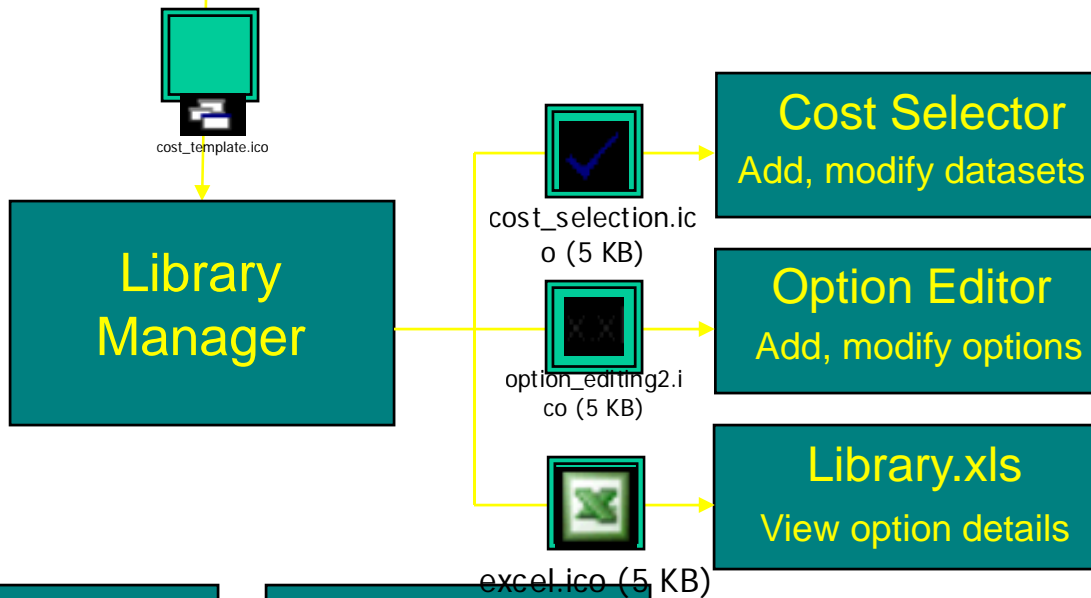 cost_template.ico
Library
Manager
cost_selection.ic
o (5 KB)
Cost Selector
Add, modify datasets
option_editing2.i
co (5 KB)
Option Editor
Add, modify options
excel.ico (5 KB)
Library.xls
View option details